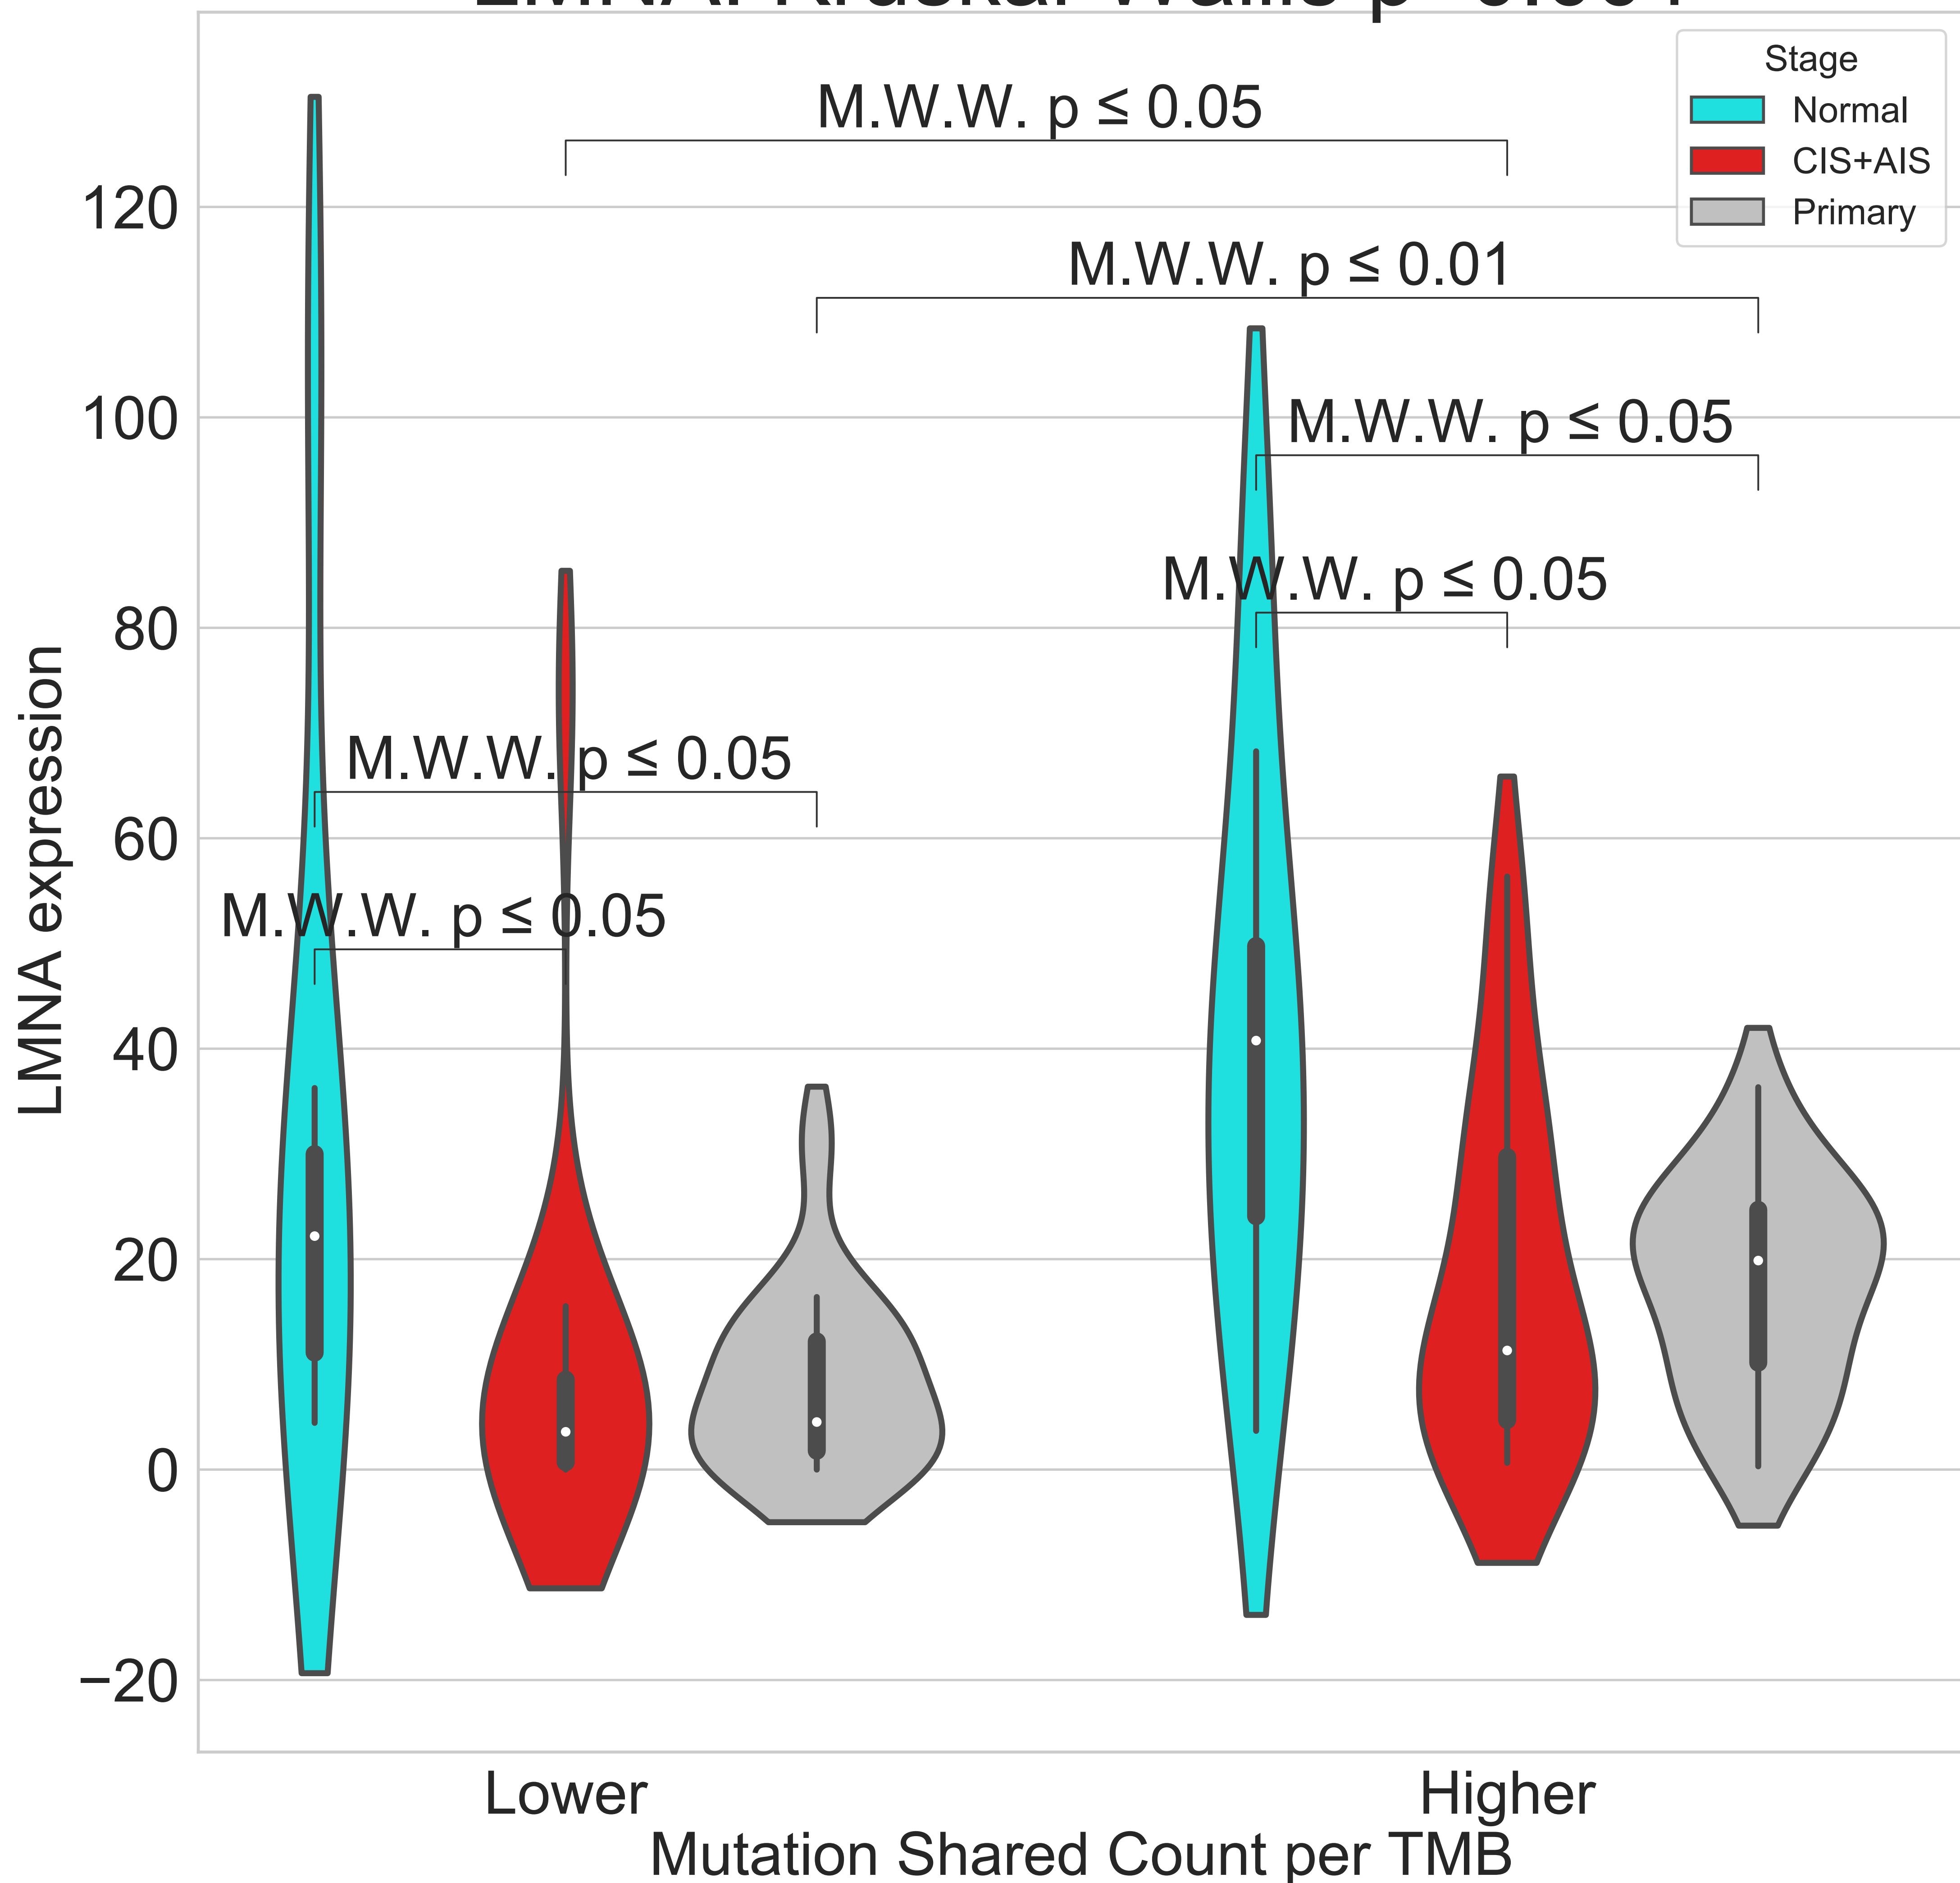 Stage
Normal
CIS+AIS
Primary
M.W.W. p ≤ 0.05
M.W.W. p ≤ 0.01
M.W.W. p ≤ 0.05
M.W.W. p ≤ 0.05
M.W.W. p ≤ 0.05
M.W.W. p ≤ 0.05
120
100
80
60
40
20
0
−20
LMNA expression
Lower
Higher
Mutation Shared Count per TMB